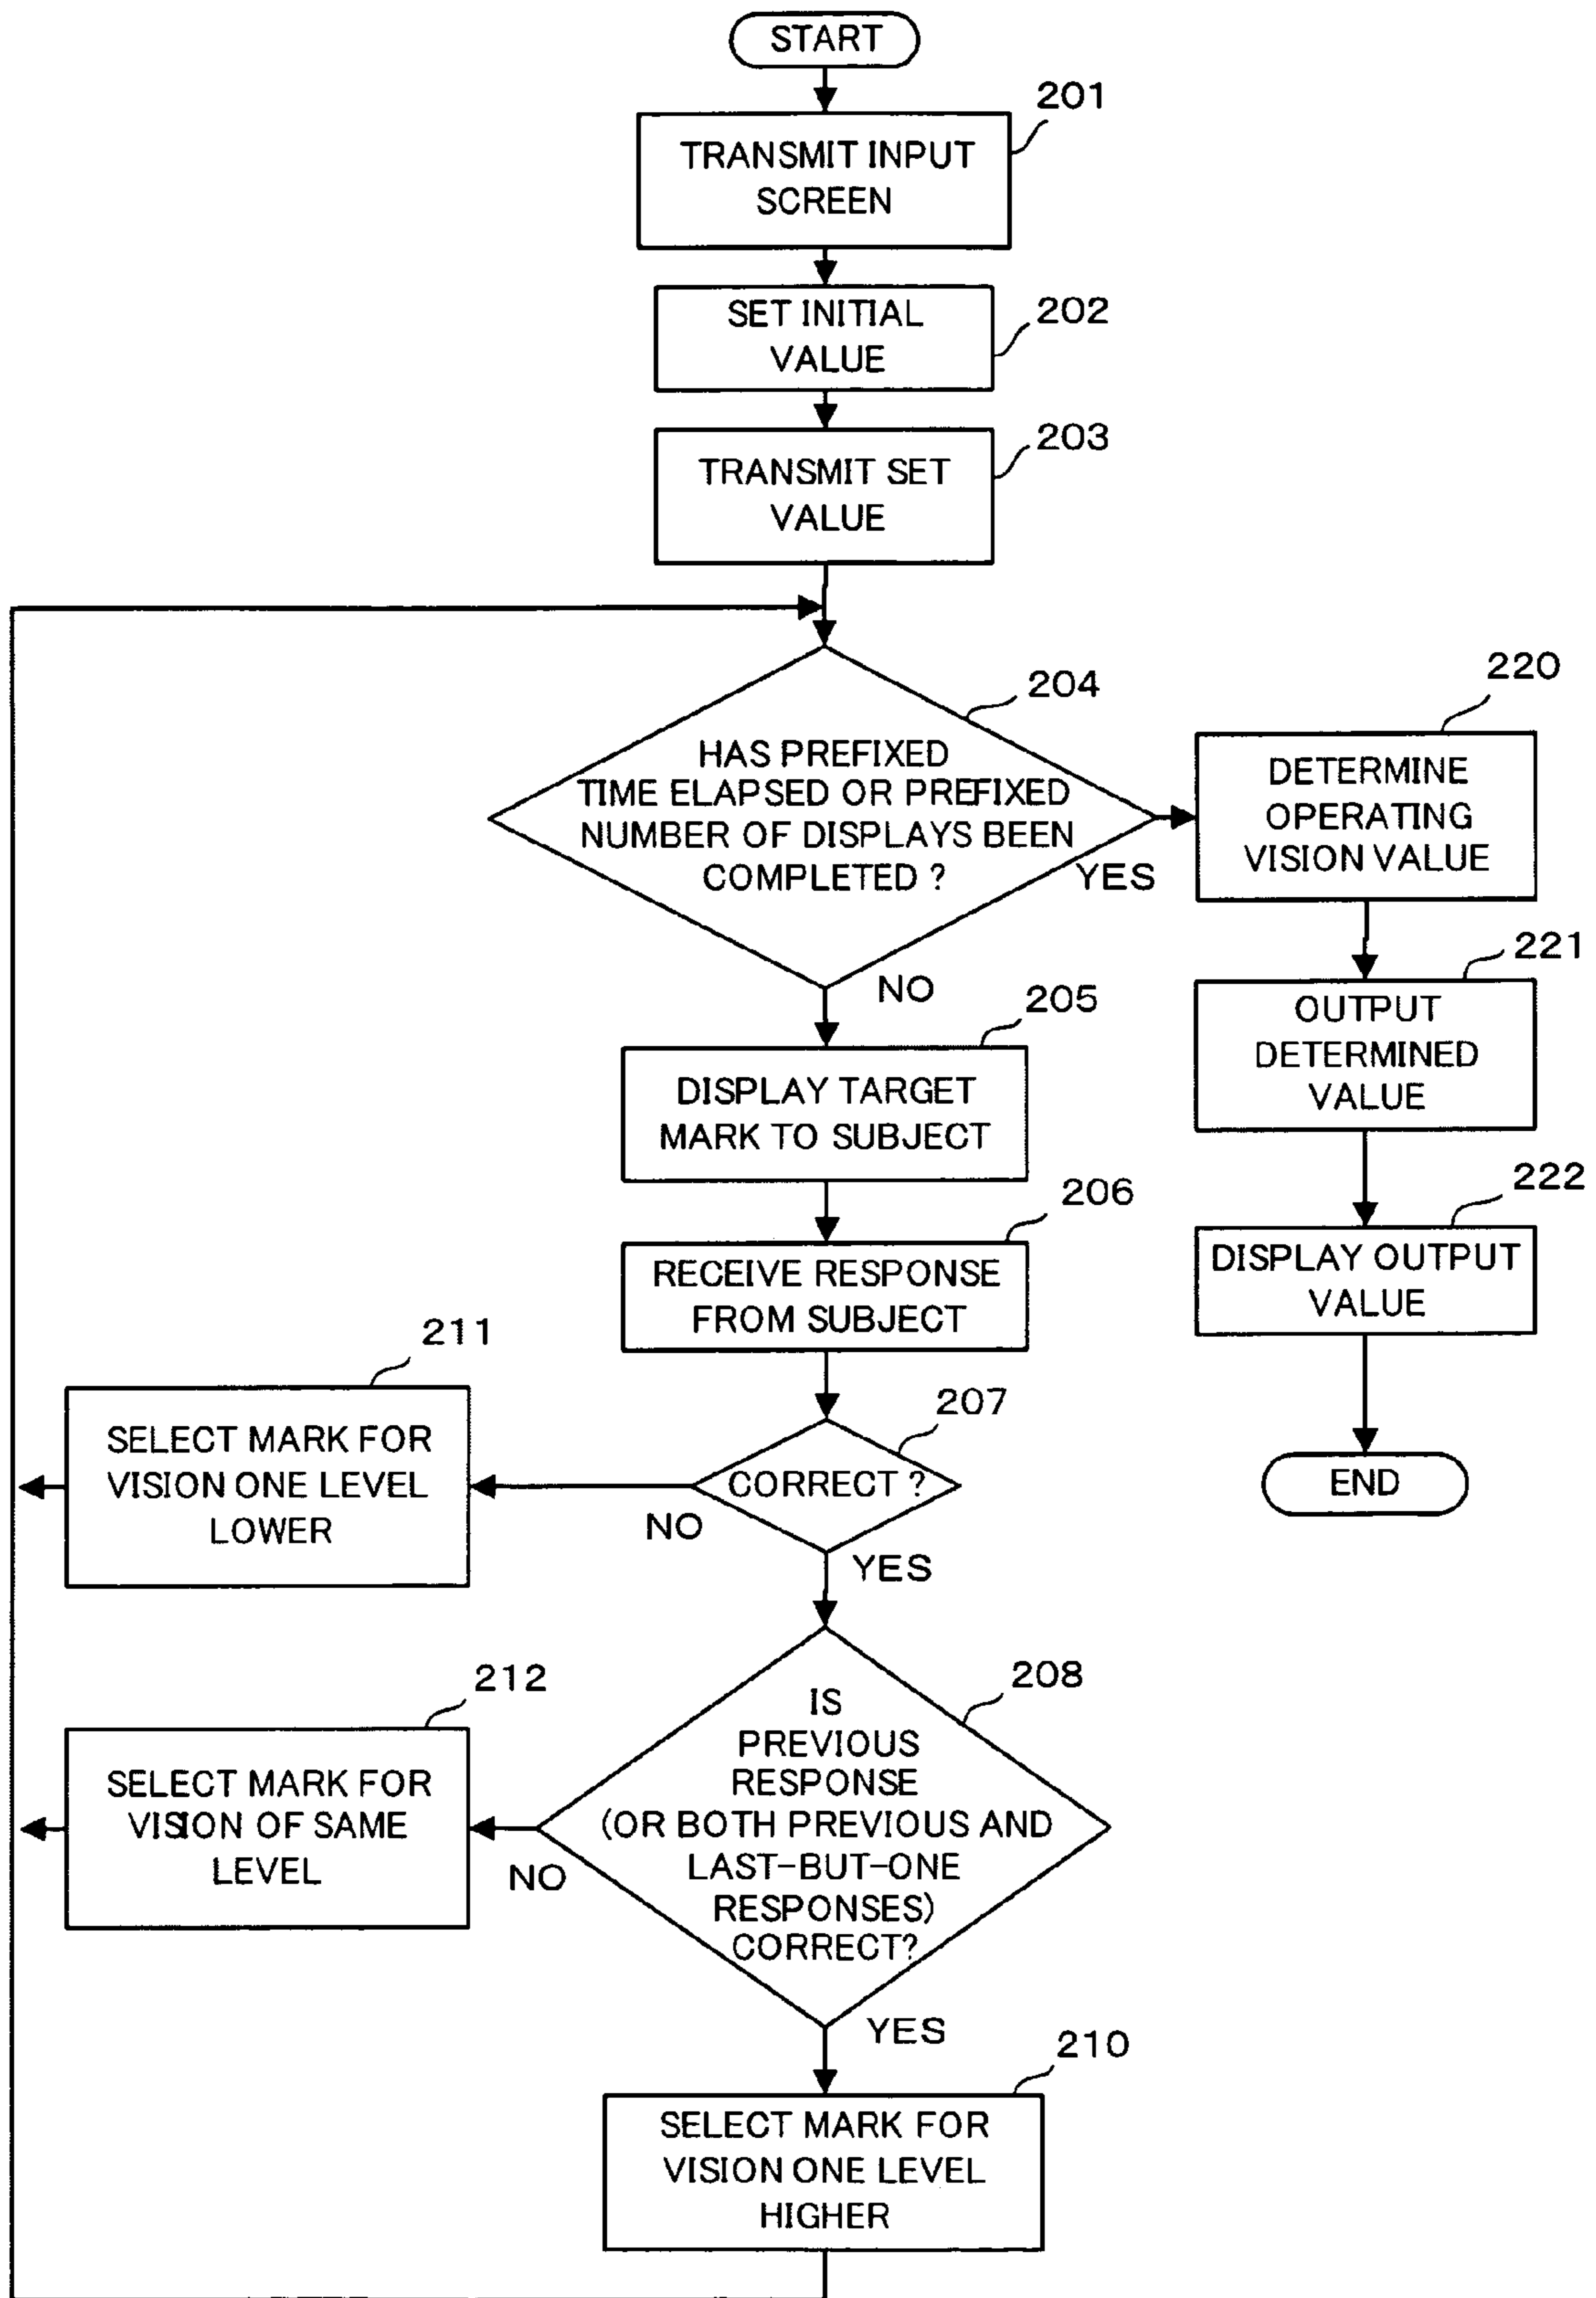 START
201
TRANSMIT INPUT
SCREEN
202
SET INITIAL
VALUE
203
TRANSMIT SET
VALUE
204
HAS PREFIXED
TIME ELAPSED OR PREFIXED
NUMBER OF DISPLAYS BEEN
COMPLETED ?
YES
NO
220
DETERMINE
OPERATING
VISION VALUE
221
OUTPUT
DETERMINED
VALUE
222
DISPLAY OUTPUT
VALUE
END
205
DISPLAY TARGET
MARK TO SUBJECT
206
RECEIVE RESPONSE
FROM SUBJECT
207
CORRECT ?
NO
YES
211
SELECT MARK FOR
VISION ONE LEVEL
LOWER
208
IS
PREVIOUS
RESPONSE
(OR BOTH PREVIOUS AND
LAST-BUT-ONE
RESPONSES)
CORRECT?
NO
YES
212
SELECT MARK FOR
VISION OF SAME
LEVEL
210
SELECT MARK FOR
VISION ONE LEVEL
HIGHER